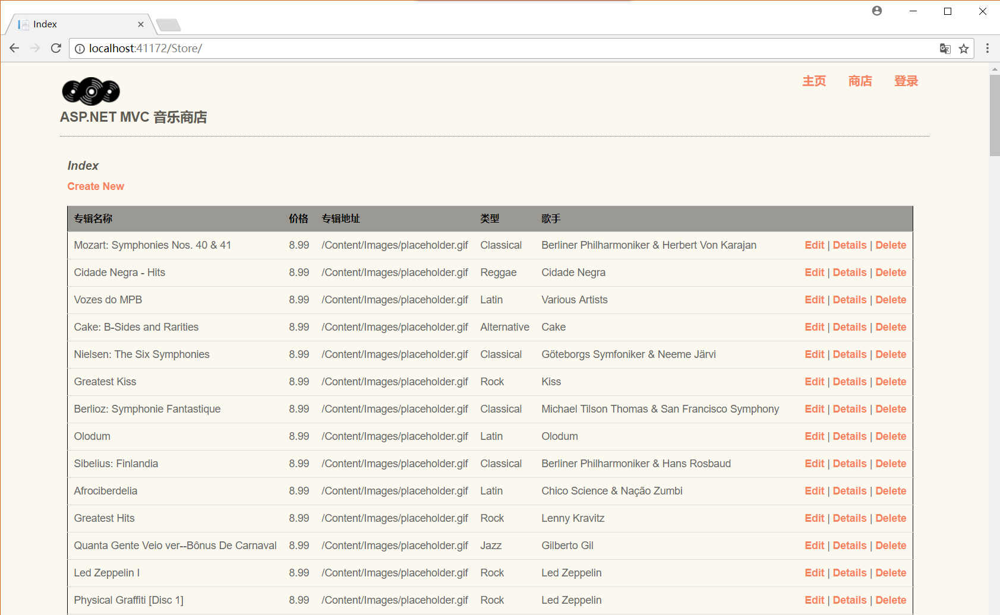 Index
localhost:41172/Store/
主页 商店 登录
ASP.NET MVC 音乐商店
Index
Create New
专辑名称 价格 专辑地址 类型 歌手
Mozart: Symphonies Nos. 40 & 41 8.99 /Content/Images/placeholder.gif Classical Berliner Philharmoniker & Herbert Von Karajan Edit | Details | Delete
Cidade Negra - Hits 8.99 /Content/Images/placeholder.gif Reggae Cidade Negra Edit | Details | Delete
Vozes do MPB 8.99 /Content/Images/placeholder.gif Latin Various Artists Edit | Details | Delete
Cake: B-Sides and Rarities 8.99 /Content/Images/placeholder.gif Alternative Cake Edit | Details | Delete
Nielsen: The Six Symphonies 8.99 /Content/Images/placeholder.gif Classical Göteborgs Symfoniker & Neeme Järvi Edit | Details | Delete
Greatest Kiss 8.99 /Content/Images/placeholder.gif Rock Kiss Edit | Details | Delete
Berlioz: Symphonie Fantastique 8.99 /Content/Images/placeholder.gif Classical Michael Tilson Thomas & San Francisco Symphony Edit | Details | Delete
Olodum 8.99 /Content/Images/placeholder.gif Latin Olodum Edit | Details | Delete
Sibelius: Finlandia 8.99 /Content/Images/placeholder.gif Classical Berliner Philharmoniker & Hans Rosbaud Edit | Details | Delete
Afrociberdelia 8.99 /Content/Images/placeholder.gif Latin Chico Science & Nação Zumbi Edit | Details | Delete
Greatest Hits 8.99 /Content/Images/placeholder.gif Rock Lenny Kravitz Edit | Details | Delete
Quanta Gente Veio ver--Bônus De Carnaval 8.99 /Content/Images/placeholder.gif Jazz Gilberto Gil Edit | Details | Delete
Led Zeppelin I 8.99 /Content/Images/placeholder.gif Rock Led Zeppelin Edit | Details | Delete
Physical Graffiti [Disc 1] 8.99 /Content/Images/placeholder.gif Rock Led Zeppelin Edit | Details | Delete